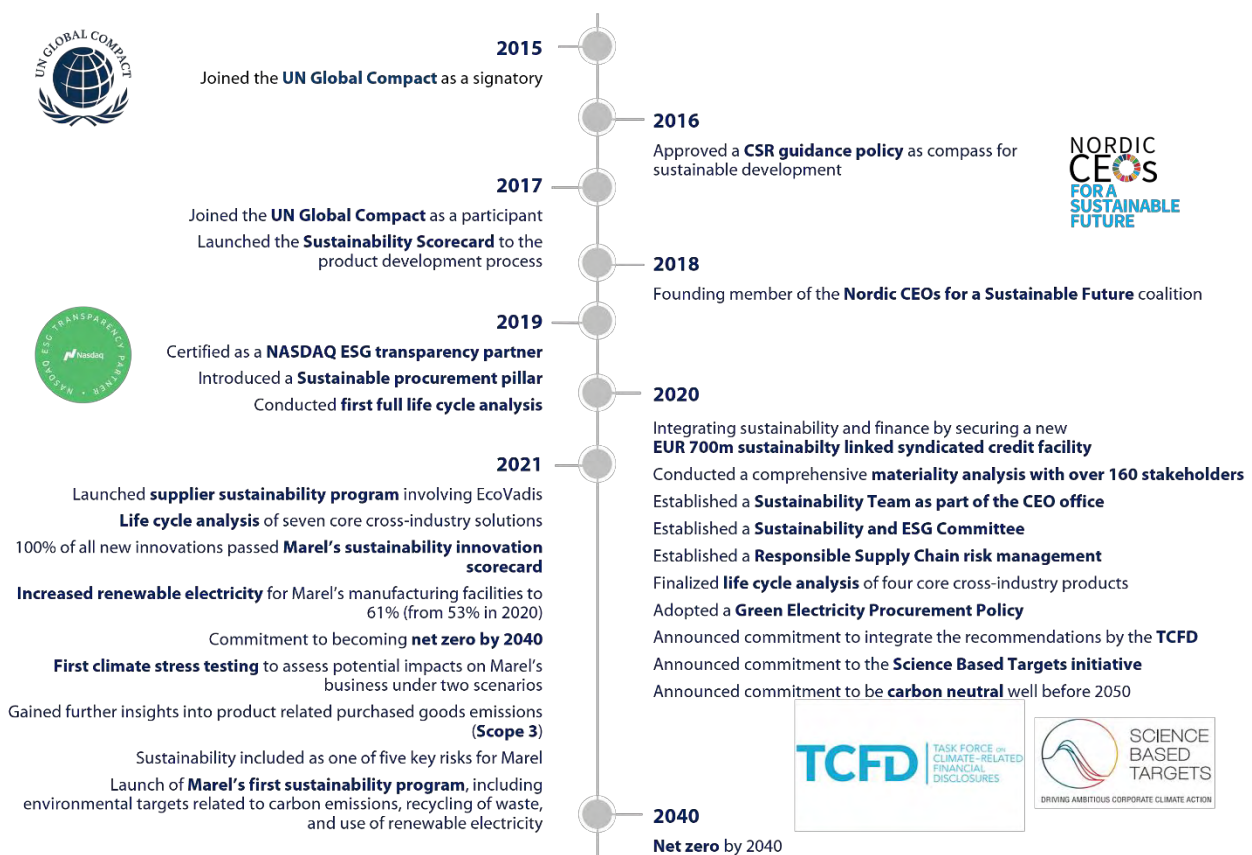 UN GLOBAL COMPACT
2015
Joined the UN Global Compact as a signatory
2016
Approved a CSR guidance policy as compass for
sustainable development
NORDIC
CEOs
FOR A
SUSTAINABLE
FUTURE
2017
Joined the UN Global Compact as a participant
Launched the Sustainability Scorecard to the
product development process
2018
Founding member of the Nordic CEOs for a Sustainable Future coalition
NASDAQ ESG TRANSPARENCY PARTNER
Nasdaq
2019
Certified as a NASDAQ ESG transparency partner
Introduced a Sustainable procurement pillar
Conducted first full life cycle analysis
2020
Integrating sustainability and finance by securing a new
EUR 700m sustainabilty linked syndicated credit facility
Conducted a comprehensive materiality analysis with over 160 stakeholders
Established a Sustainability Team as part of the CEO office
Established a Sustainability and ESG Committee
Established a Responsible Supply Chain risk management
Finalized life cycle analysis of four core cross-industry products
Adopted a Green Electricity Procurement Policy
Announced commitment to integrate the recommendations by the TCFD
Announced commitment to the Science Based Targets initiative
Announced commitment to be carbon neutral well before 2050
2021
Launched supplier sustainability program involving EcoVadis
Life cycle analysis of seven core cross-industry solutions
100% of all new innovations passed Marel's sustainability innovation
scorecard
Increased renewable electricity for Marel's manufacturing facilities to
61% (from 53% in 2020)
Commitment to becoming net zero by 2040
First climate stress testing to assess potential impacts on Marel's
business under two scenarios
Gained further insights into product related purchased goods emissions
(Scope 3)
Sustainability included as one of five key risks for Marel
Launch of Marel's first sustainability program, including
environmental targets related to carbon emissions, recycling of waste,
and use of renewable electricity
TCFD
TASK FORCE ON
CLIMATE-RELATED
FINANCIAL
DISCLOSURES
SCIENCE
BASED
TARGETS
DRIVING AMBITIOUS CORPORATE CLIMATE ACTION
2040
Net zero by 2040